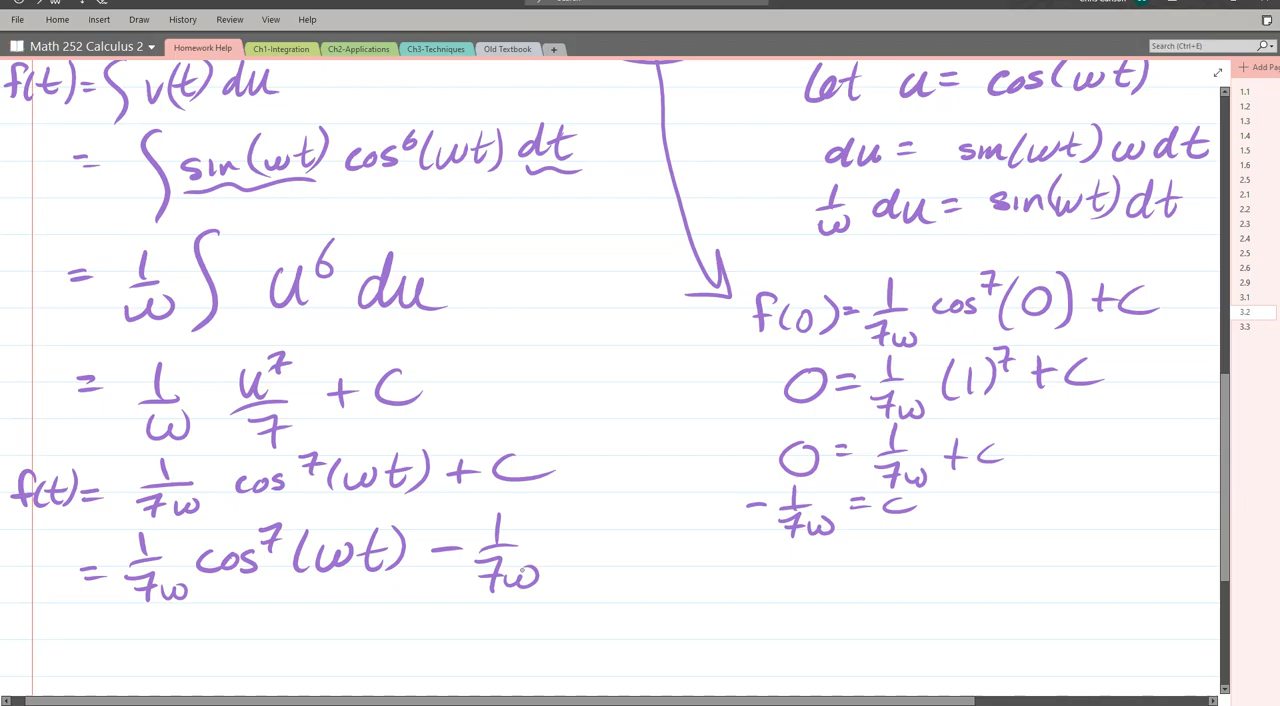 File Home Insert Draw History Review View Help
Math 252 Calculus 2 Homework Help Ch1-Integration Ch2-Applications Ch3-Techniques Old Textbook + Search (Ctrl+E)
+ Add Pag
f(t)= ∫ v(t) du
= ∫ sin(ωt) cos⁶(ωt) dt
= 1/ω ∫ u⁶ du
= 1/ω u⁷/7 + C
f(t)= 1/7ω cos⁷(ωt) + C
= 1/7ω cos⁷(ωt) - 1/7ω
let u = cos(ωt)
du = sin(ωt) ω dt
1/ω du = sin(ωt) dt
f(0)= 1/7ω cos⁷(0) + C
0 = 1/7ω (1)⁷ + C
0 = 1/7ω + C
- 1/7ω = C
1.1
1.2
1.3
1.4
1.5
1.6
2.5
2.1
2.2
2.3
2.4
2.5
2.6
2.9
3.1
3.2
3.3